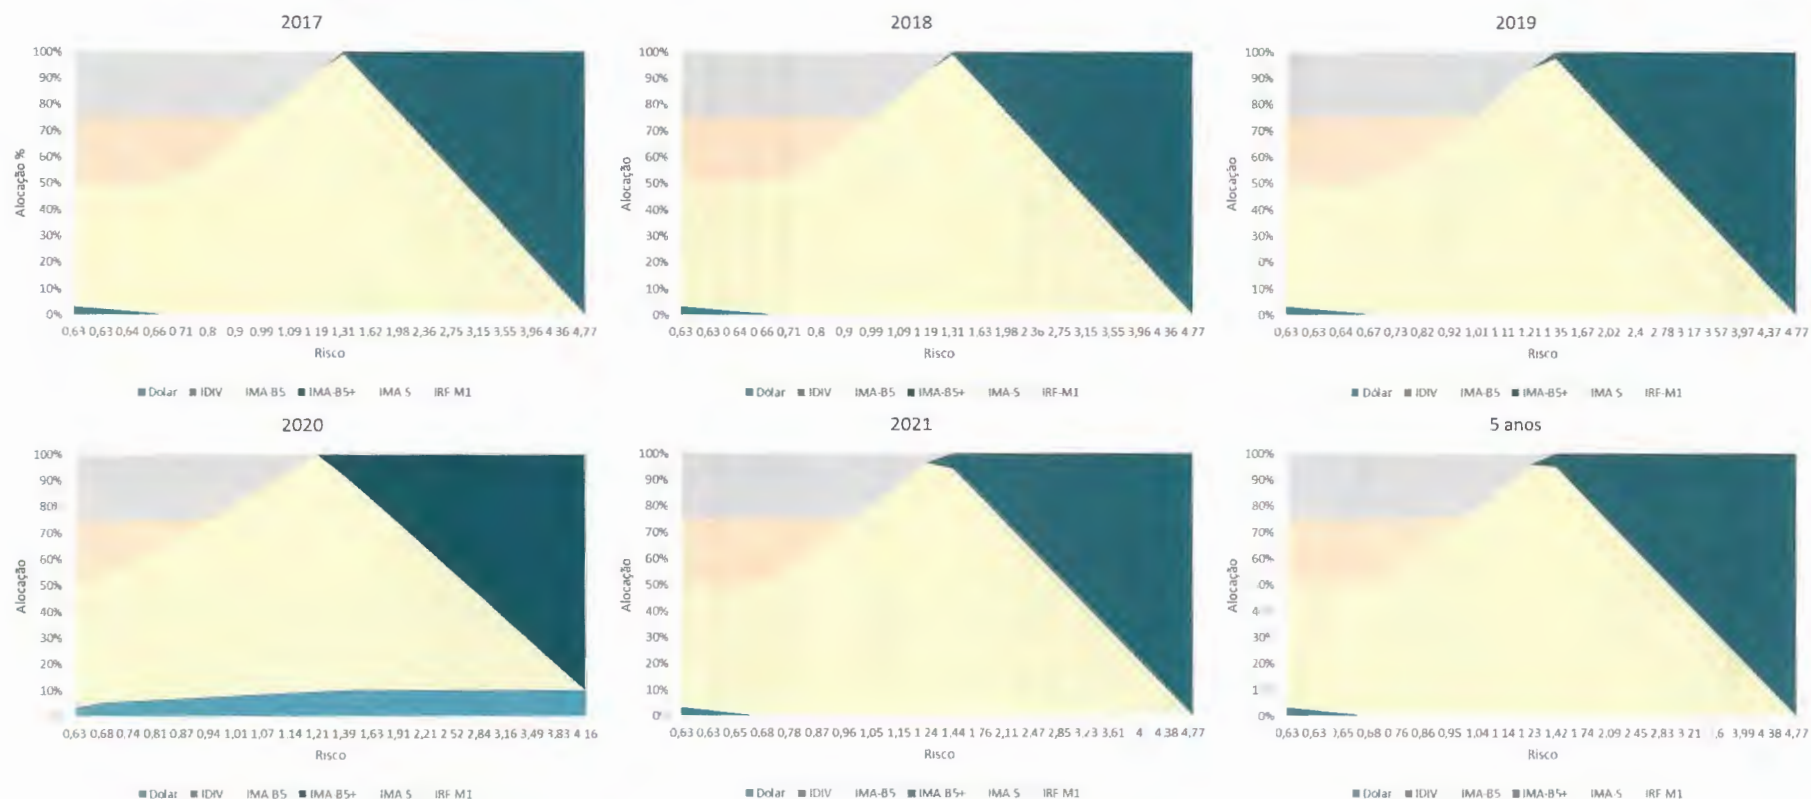 2017
100%
90%
80%
70%
60%
50%
40%
30%
20%
10%
0%
Alocação %
0,63 0,63 0,64 0,66 0 71 0,8 0,9 0,99 1,09 1 19 1,31 1,62 1,98 2,36 2,75 3,15 3,55 3,96 4 36 4,77
Risco
Dolar IDIV IMA B5 IMA-B5+ IMA S IRF M1
2018
100%
90%
80%
70%
60%
50%
40%
30%
20%
10%
0%
Alocação
0,63 0,63 0 64 0 66 0,71 0,8 0,9 0,99 1,09 1 19 1,31 1.63 1,98 2.36 2,75 3,15 3,55 3,96 4 36 4,77
Risco
Dólar IDIV IMA-B5 IMA-B5+ IMA-S IRF-M1
2019
100%
90%
80%
70%
60%
50%
40%
30%
0%
10%
0%
Alocação
0,63 0,63 0,64 0,67 0,73 0,82 0,92 1,01 1 11 1.21 1 35 1,67 2 02 2,4 2 78 3 17 3 57 3,97 4,37 4 77
Risco
Dólar IDIV IMA-B5 IMA-B5+ IMA S IRF-M1
2020
100%
90%
80%
70%
60%
50%
40%
30%
20%
10%
Alocação
0,63 0,68 0,74 0,81 0,87 0,94 1,01 1,07 1 14 1,21 1,39 1,63 1,91 2,21 2 52 2,84 3,16 3,49 3,83 4 16
Risco
Dolar IDIV IMA B5 IMA B5+ IMA S IRF M1
2021
100%
90%
80%
70%
60%
50%
40%
30%
20%
10%
0%
Alocação
0,63 0,63 0,65 0,68 0,78 0,87 0,96 1,05 1,15 1 24 1,44 1 76 2,11 2,47 2,85 3,61 4 4 38 4,77
Risco
Dolar IDIV IMA-B5 IMA B5+ IMA S IRF M1
5 anos
100%
90%
80%
70%
60%
30%
20%
0%
Alocação
0,63 0,63 0,65 0,68 0 76 0,86 0,95 1,04 1 14 1 23 1,42 1 74 2.09 2 45 2,83 3 21 3,99 4 38 4,77
Risco
Dolar IDIV IMA-B5 IMA-B5+ IMA-S IRF M1